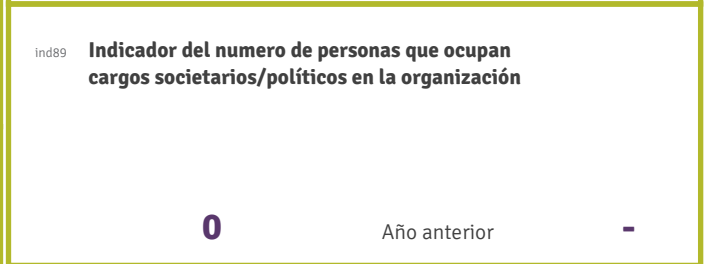 ind89 Indicador del numero de personas que ocupan
cargos societarios/políticos en la organización
0 Año anterior -